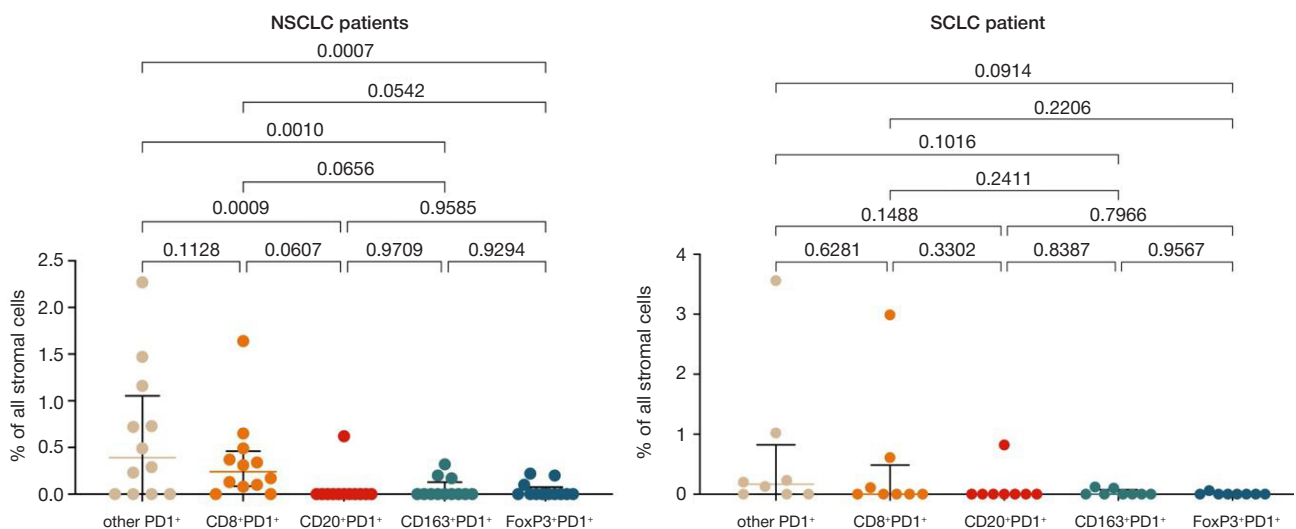 NSCLC patients
0.0007
0.0542
0.0010
0.0656
0.0009 0.9585
0.1128 0.0607 0.9709 0.9294
2.5
2.0
1.5
1.0
0.5
0.0
% of all stromal cells
other PD1⁺ CD8⁺PD1⁺ CD20⁺PD1⁺ CD163⁺PD1⁺ FoxP3⁺PD1⁺
SCLC patient
0.0914
0.2206
0.1016
0.2411
0.1488 0.7966
0.6281 0.3302 0.8387 0.9567
4
3
2
1
0
% of all stromal cells
other PD1⁺ CD8⁺PD1⁺ CD20⁺PD1⁺ CD163⁺PD1⁺ FoxP3⁺PD1⁺